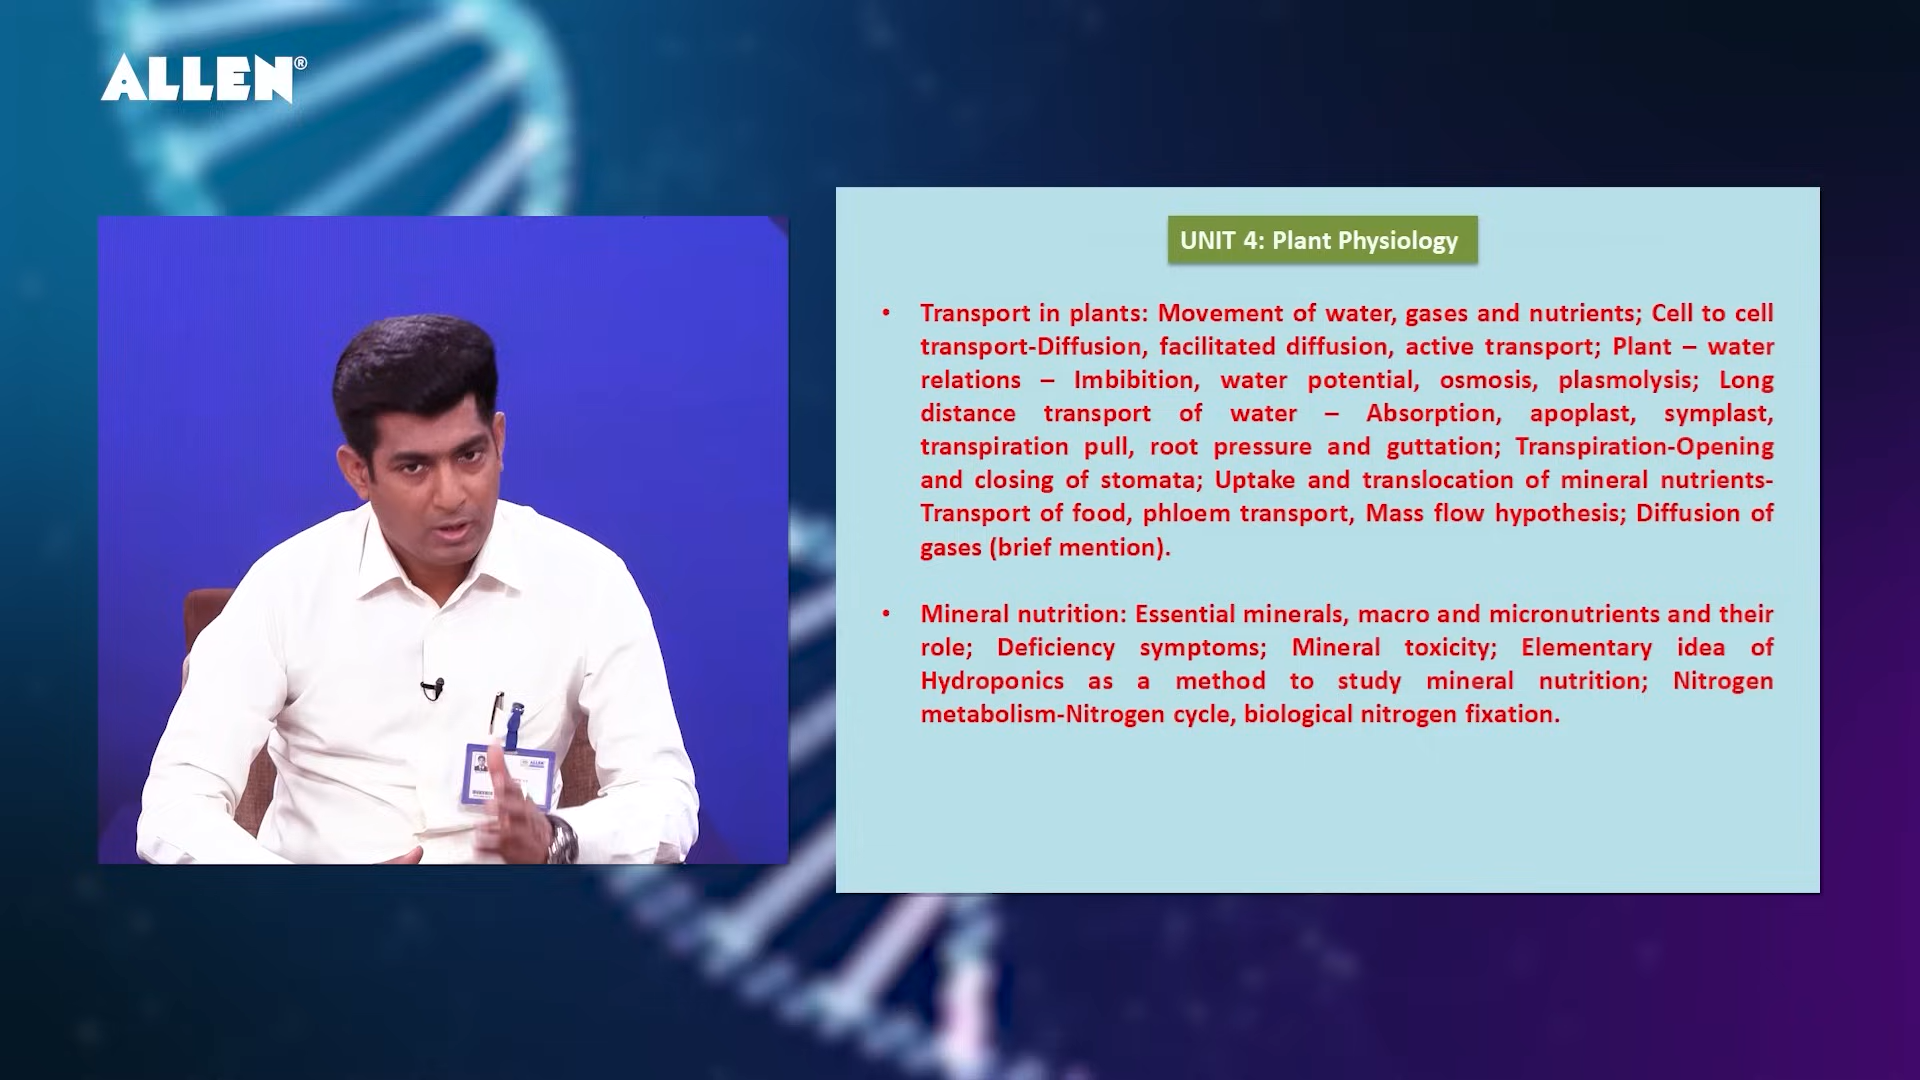 ALLEN®
UNIT 4: Plant Physiology
• Transport in plants: Movement of water, gases and nutrients; Cell to cell
transport-Diffusion, facilitated diffusion, active transport; Plant – water
relations – Imbibition, water potential, osmosis, plasmolysis; Long
distance transport of water – Absorption, apoplast, symplast,
transpiration pull, root pressure and guttation; Transpiration-Opening
and closing of stomata; Uptake and translocation of mineral nutrients-
Transport of food, phloem transport, Mass flow hypothesis; Diffusion of
gases (brief mention).
• Mineral nutrition: Essential minerals, macro and micronutrients and their
role; Deficiency symptoms; Mineral toxicity; Elementary idea of
Hydroponics as a method to study mineral nutrition; Nitrogen
metabolism-Nitrogen cycle, biological nitrogen fixation.
ALLEN